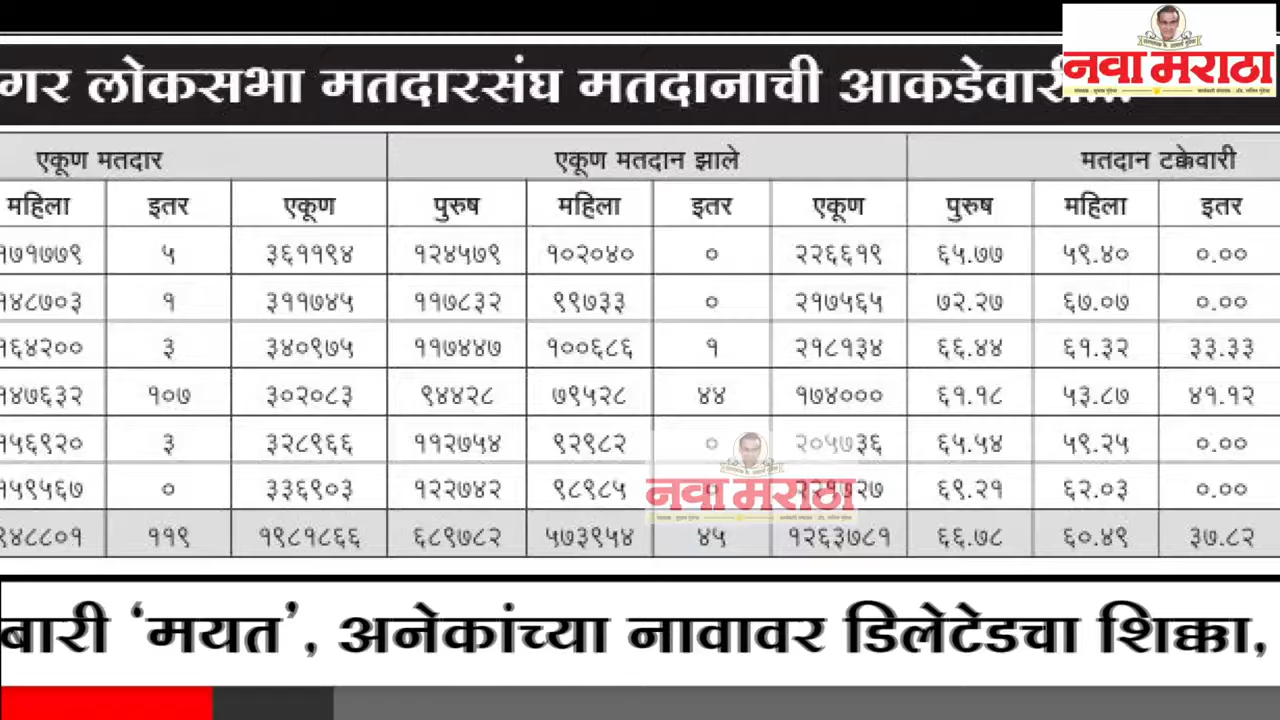 नवा मराठा
गर लोकसभा मतदारसंघ मतदानाची आकडेवारी....
एकूण मतदार एकूण मतदान झाले मतदान टक्केवारी
महिला इतर एकूण पुरुष महिला इतर एकूण पुरुष महिला इतर
१७१७७९ ५ ३६११९४ १२४५७९ १०२०४० ० २२६६१९ ६५.७७ ५९.४० ०.००
१४८७०३ १ ३११७४५ ११७८३२ ९९७३३ ० २१७५६५ ७२.२७ ६७.०७ ०.००
१६४२०० ३ ३४०९७५ ११७४४७ १००६८६ १ २१८१३४ ६६.४४ ६१.३२ ३३.३३
१४७६३२ १०७ ३०२०८३ ९४४२८ ७९५२८ ४४ १७४००० ६१.१८ ५३.८७ ४१.१२
१५६९२० ३ ३२८९६६ ११२७५४ ९२९८२ ० २०५७३६ ६५.५४ ५९.२५ ०.००
१५९५६७ ० ३३६९०३ १२२७४२ ९८९८५ ० २२१७२७ ६९.२१ ६२.०३ ०.००
नवा मराठा
९४८८०१ ११९ १९८१८६६ ६८९७८२ ५७३९५४ ४५ १२६३७८१ ६६.७८ ६०.४९ ३७.८२
बारी ‘मयत’, अनेकांच्या नावावर डिलेटेडचा शिक्का,